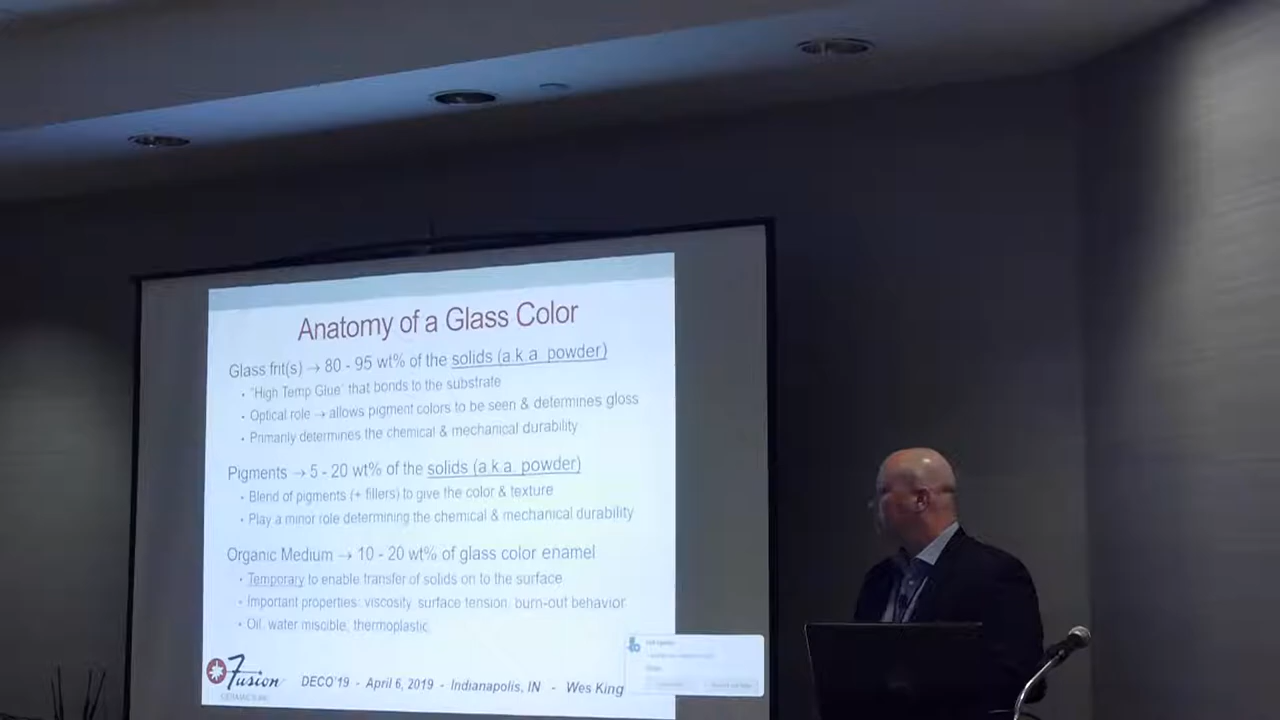 Anatomy of a Glass Color
Glass frit(s) → 80 - 95 wt% of the solids (a.k.a. powder)
• "High Temp Glue" that bonds to the substrate
• Optical role → allows pigment colors to be seen & determines gloss
• Primarily determines the chemical & mechanical durability
Pigments → 5 - 20 wt% of the solids (a.k.a. powder)
• Blend of pigments (+ fillers) to give the color & texture
• Play a minor role determining the chemical & mechanical durability
Organic Medium → 10 - 20 wt% of glass color enamel
• Temporary to enable transfer of solids on to the surface
• Important properties: viscosity, surface tension, burn-out behavior
• Oil, water miscible, thermoplastic
Fusion
CERAMICS INC
DECO'19 - April 6, 2019 - Indianapolis, IN - Wes King